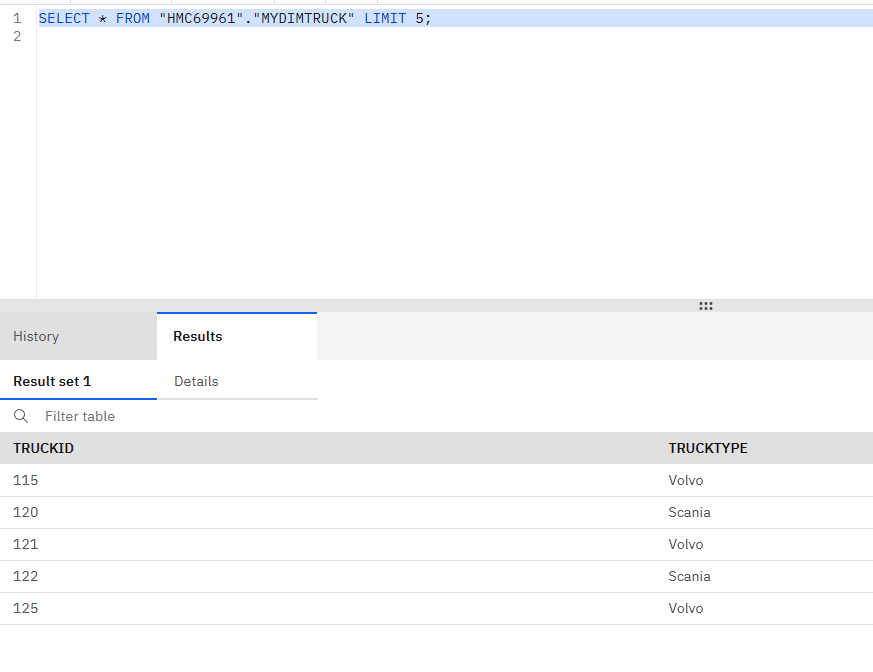 1 SELECT * FROM "HMC69961"."MYDIMTRUCK" LIMIT 5;
2
History Results
Result set 1 Details
Filter table
TRUCKID TRUCKTYPE
115 Volvo
120 Scania
121 Volvo
122 Scania
125 Volvo